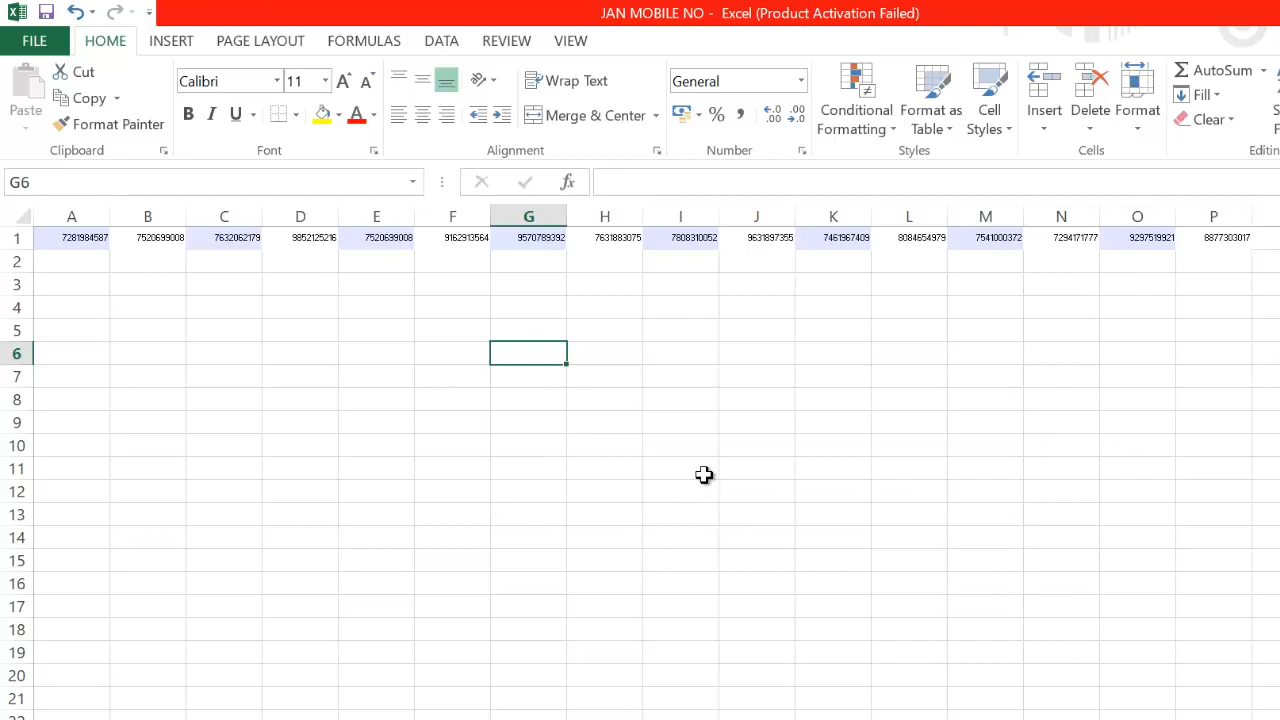 JAN MOBILE NO - Excel (Product Activation Failed)
FILE HOME INSERT PAGE LAYOUT FORMULAS DATA REVIEW VIEW
Paste
Cut
Copy
Format Painter
Clipboard
Calibri 11
B I U A
Font
Wrap Text
Merge & Center
Alignment
General
% , .0 .00
Number
Conditional Formatting
Format as Table
Cell Styles
Styles
Insert Delete Format
Cells
AutoSum
Fill
Clear
Editin
G6 fx
A B C D E F G H I J K L M N O P
1 7281984587 7520699008 7632062179 9852125216 7520699008 9162913564 9570789392 7631883075 7808310052 9631897355 7461967409 8084654979 7541000372 7294171777 9297519921 8877303017
2
3
4
5
6
7
8
9
10
11
12
13
14
15
16
17
18
19
20
21